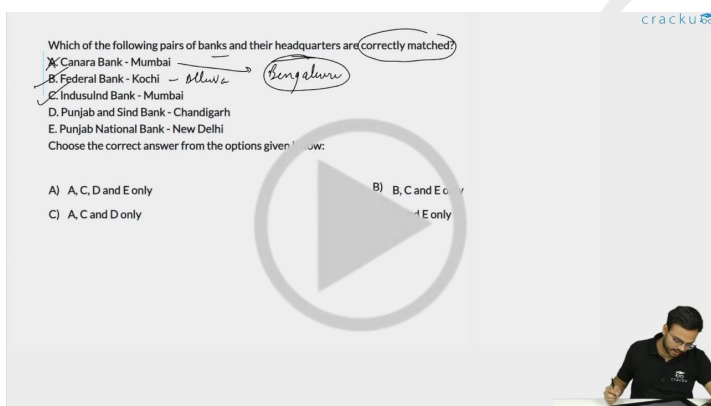 cracku
Which of the following pairs of banks and their headquarters are correctly matched?
A. Canara Bank - Mumbai Bengaluru
B. Federal Bank - Kochi - Alluva
C. IndusInd Bank - Mumbai
D. Punjab and Sind Bank - Chandigarh
E. Punjab National Bank - New Delhi
Choose the correct answer from the options given
A) A, C, D and E only
B) B, C and E
C) A, C and D only
E only
cracku